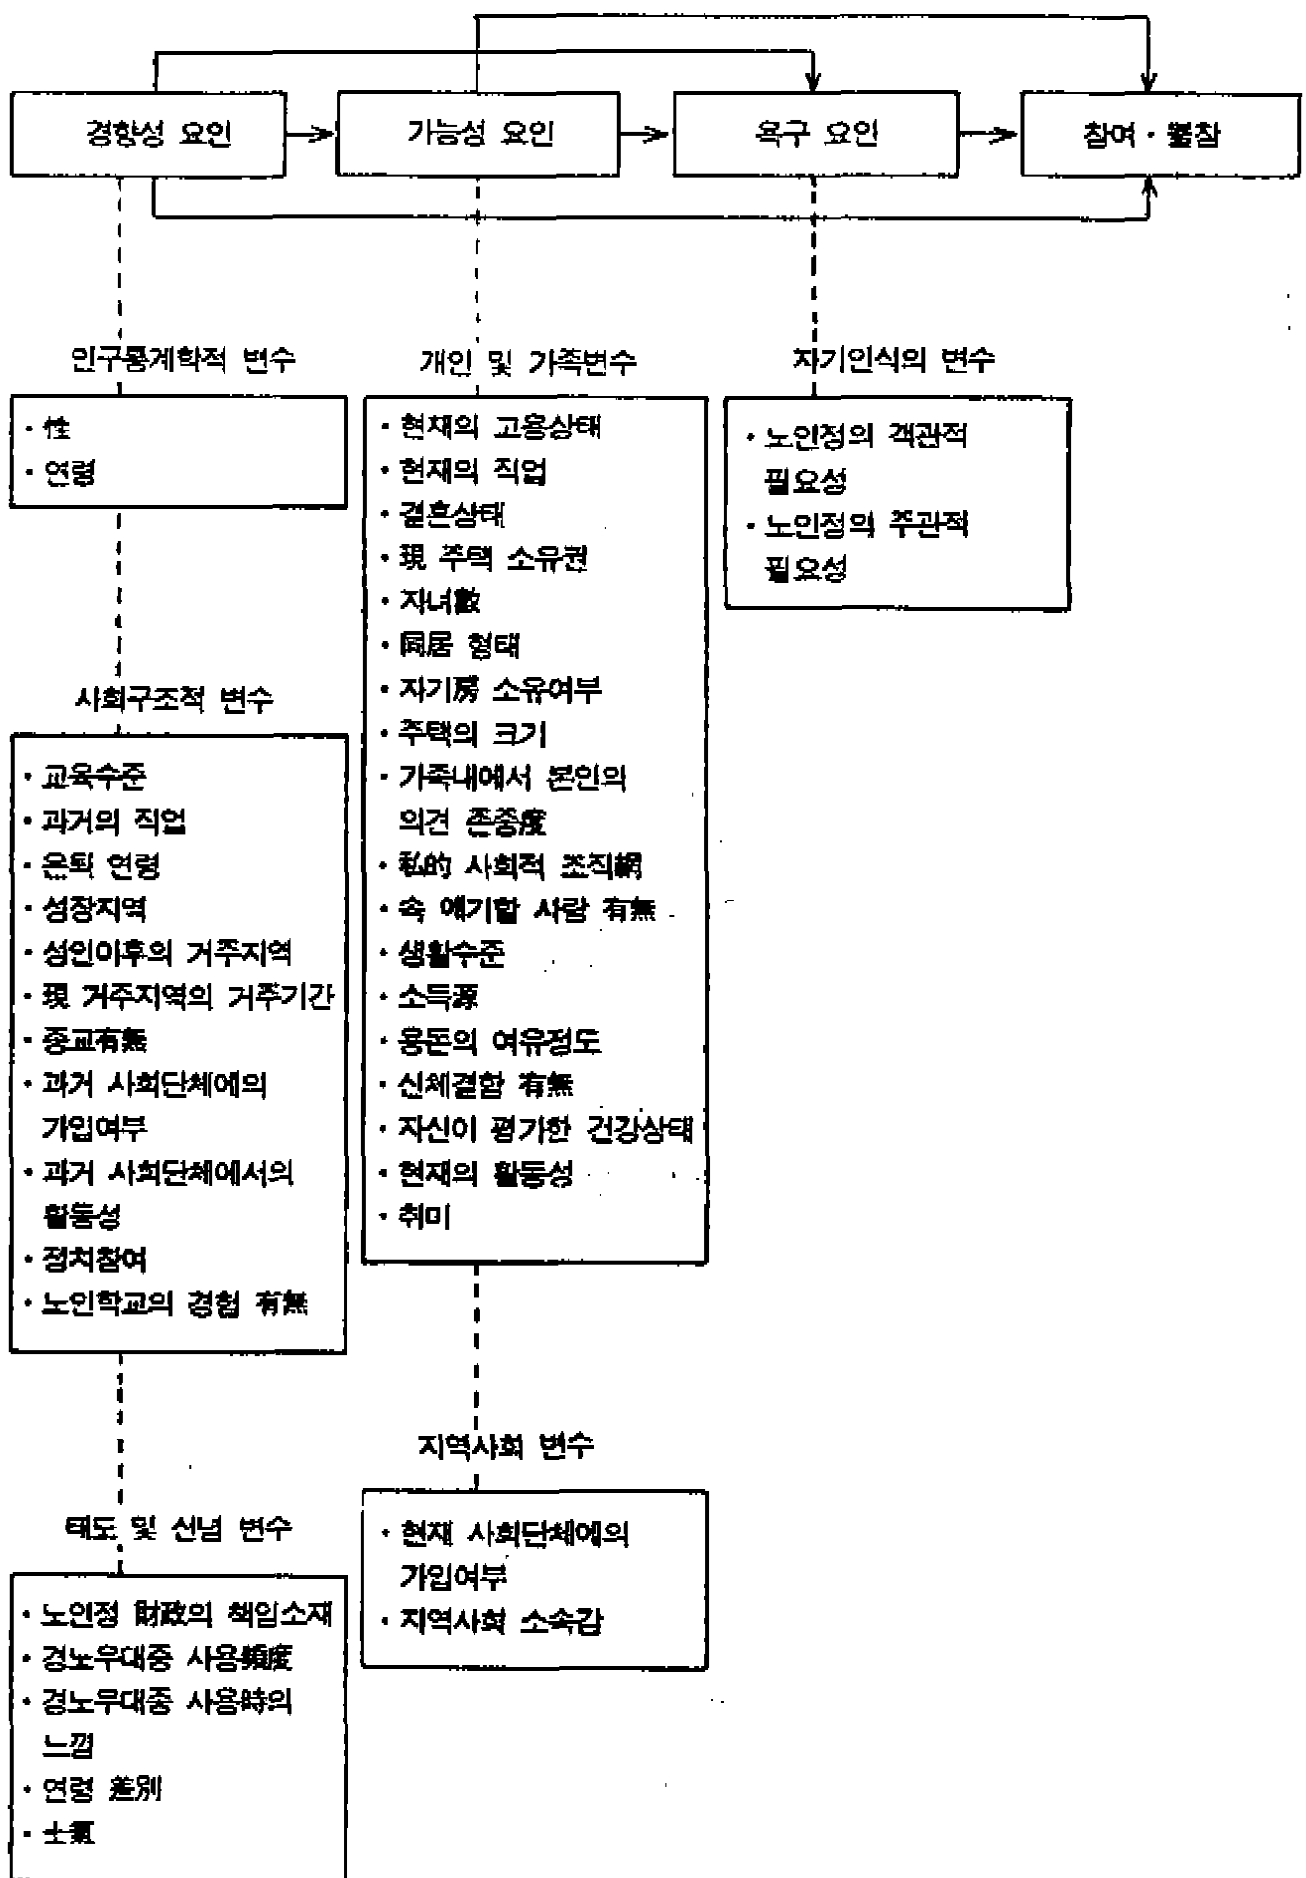 경향성 요인
가능성 요인
욕구 요인
참여·불참
인구통계학적 변수
· 性
· 연령
사회구조적 변수
· 교육수준
· 과거의 직업
· 은퇴 연령
· 성장지역
· 성인이후의 거주지역
· 現 거주지역의 거주기간
· 종교有無
· 과거 사회단체에의
가입여부
· 과거 사회단체에서의
활동성
· 정치참여
· 노인학교의 경험 有無
태도 및 신념 변수
· 노인정 財政의 책임소재
· 경노우대증 사용頻度
· 경노우대증 사용時의
느낌
· 연령 差別
· 士氣
개인 및 가족변수
· 현재의 고용상태
· 현재의 직업
· 결혼상태
· 現 주택 소유권
· 자녀數
· 同居 형태
· 자기房 소유여부
· 주택의 크기
· 가족내에서 본인의
의견 존중度
· 私的 사회적 조직網
· 속 얘기할 사람 有無
· 생활수준
· 소득源
· 용돈의 여유정도
· 신체결함 有無
· 자신이 평가한 건강상태
· 현재의 활동성
· 취미
지역사회 변수
· 현재 사회단체에의
가입여부
· 지역사회 소속감
자기인식의 변수
· 노인정의 객관적
필요성
· 노인정의 주관적
필요성